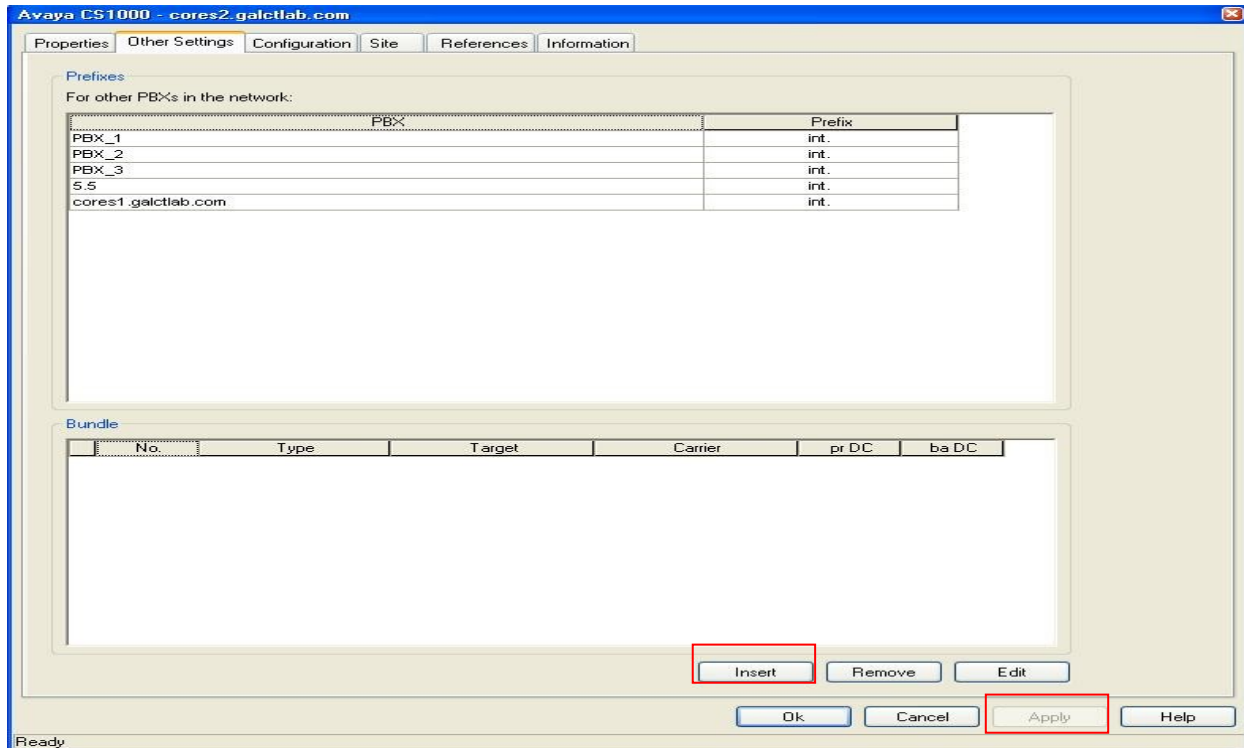 Avaya CS1000 - cores2.galctlab.com
Properties Other Settings Configuration Site References Information
Prefixes
For other PBXs in the network:
PBX Prefix
PBX_1 int.
PBX_2 int.
PBX_3 int.
5.5 int.
cores1.galctlab.com int.
Bundle
No. Type Target Carrier pr DC ba DC
Insert Remove Edit
Ok Cancel Apply Help
Ready